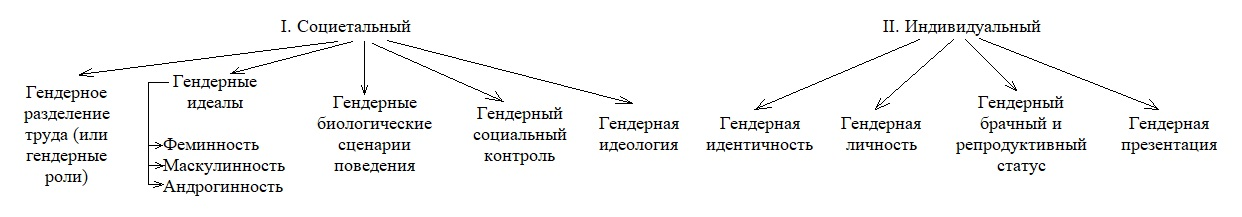 I. Социетальный
Гендерное
разделение
труда (или
гендерные
роли)
Гендерные
идеалы
Феминность
Маскулинность
Андрогинность
Гендерные
биологические
сценарии
поведения
Гендерный
социальный
контроль
Гендерная
идеология
II. Индивидуальный
Гендерная
идентичность
Гендерная
личность
Гендерный
брачный и
репродуктивный
статус
Гендерная
презентация